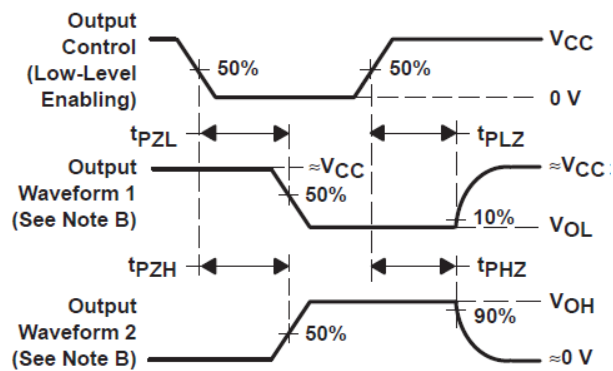 Output
Control
(Low-Level
Enabling)
50%
50%
VCC
0 V
tPZL
tPLZ
Output
Waveform 1
(See Note B)
≈VCC
50%
10%
≈VCC
VOL
tPZH
tPHZ
Output
Waveform 2
(See Note B)
50%
VOH
90%
≈0 V